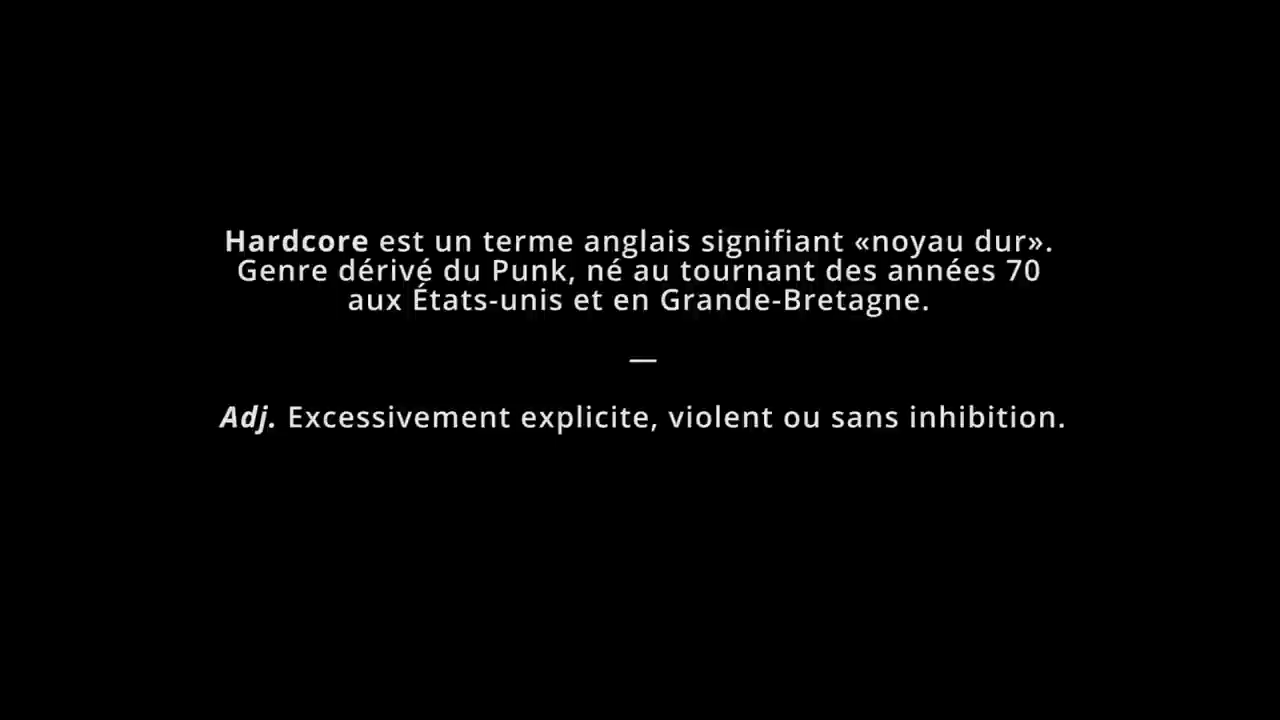 Hardcore est un terme anglais signifiant «noyau dur».
Genre dérivé du Punk, né au tournant des années 70
aux États-unis et en Grande-Bretagne.
—
Adj. Excessivement explicite, violent ou sans inhibition.